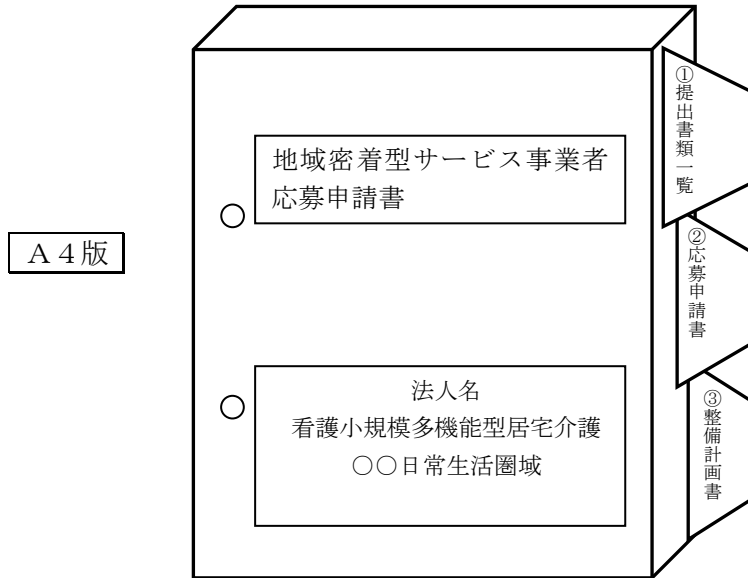 A4版
地域密着型サービス事業者
応募申請書
法人名
看護小規模多機能型居宅介護
○○日常生活圏域
①提出書類一覧
②応募申請書
③整備計画書